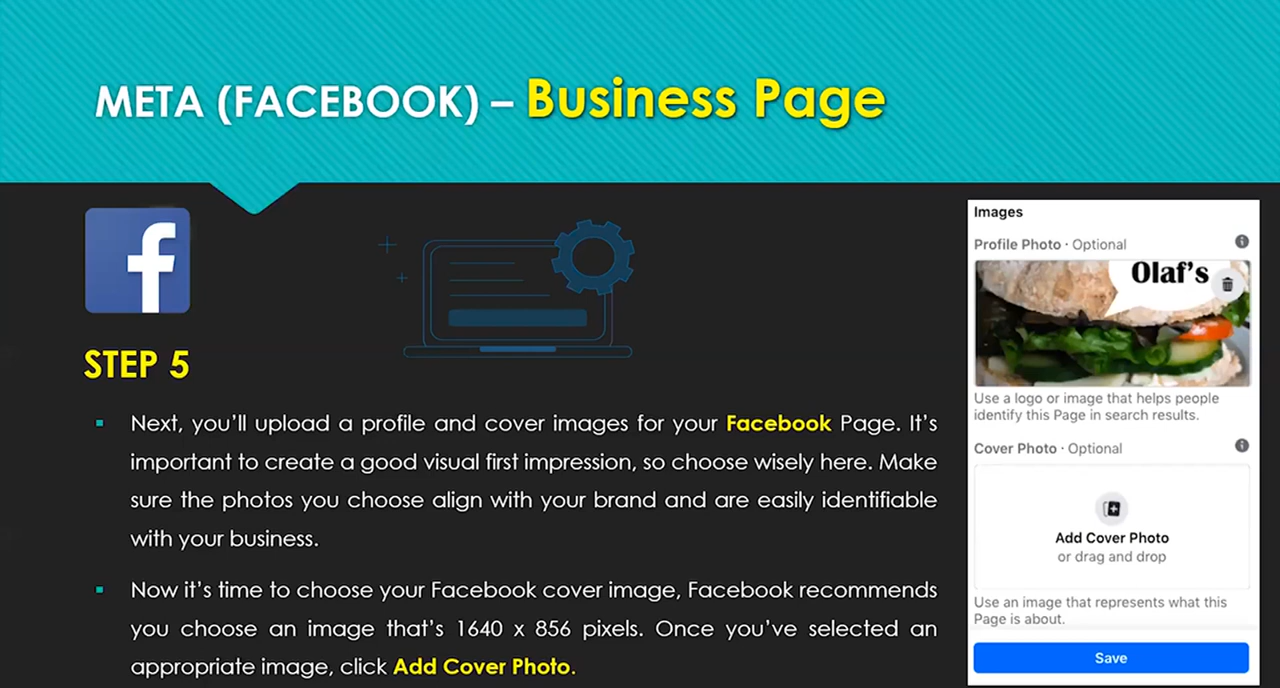 META (FACEBOOK) – Business Page
STEP 5
▪ Next, you’ll upload a profile and cover images for your Facebook Page. It’s
important to create a good visual first impression, so choose wisely here. Make
sure the photos you choose align with your brand and are easily identifiable
with your business.
▪ Now it’s time to choose your Facebook cover image, Facebook recommends
you choose an image that’s 1640 x 856 pixels. Once you’ve selected an
appropriate image, click Add Cover Photo.
Images
Profile Photo · Optional
Olaf’s
Use a logo or image that helps people
identify this Page in search results.
Cover Photo · Optional
Add Cover Photo
or drag and drop
Use an image that represents what this
Page is about.
Save